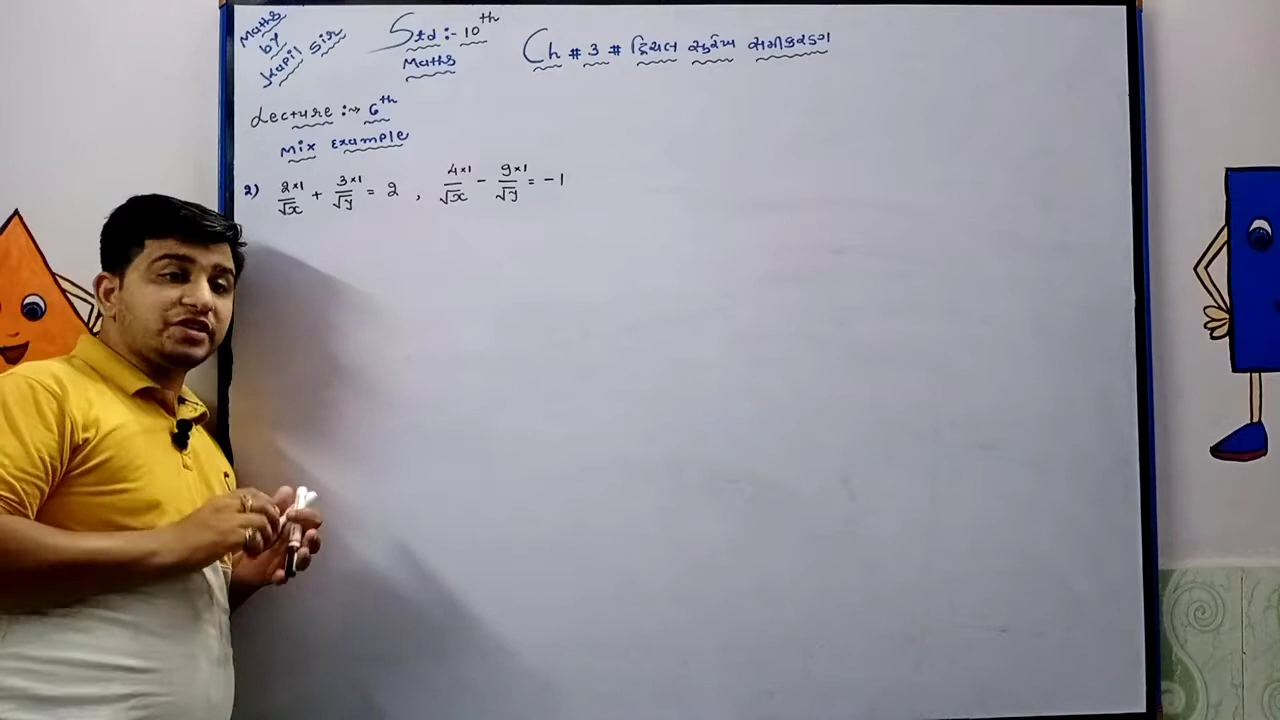 Maths
by
Kapil Sir
Std :- 10th
Maths
Ch # 3 # દ્વિચલ સુરેખ સમીકરણ
Lecture :→ 6th
Mix Example
2) 2×1/√x + 3×1/√y = 2 , 4×1/√x - 9×1/√y = -1